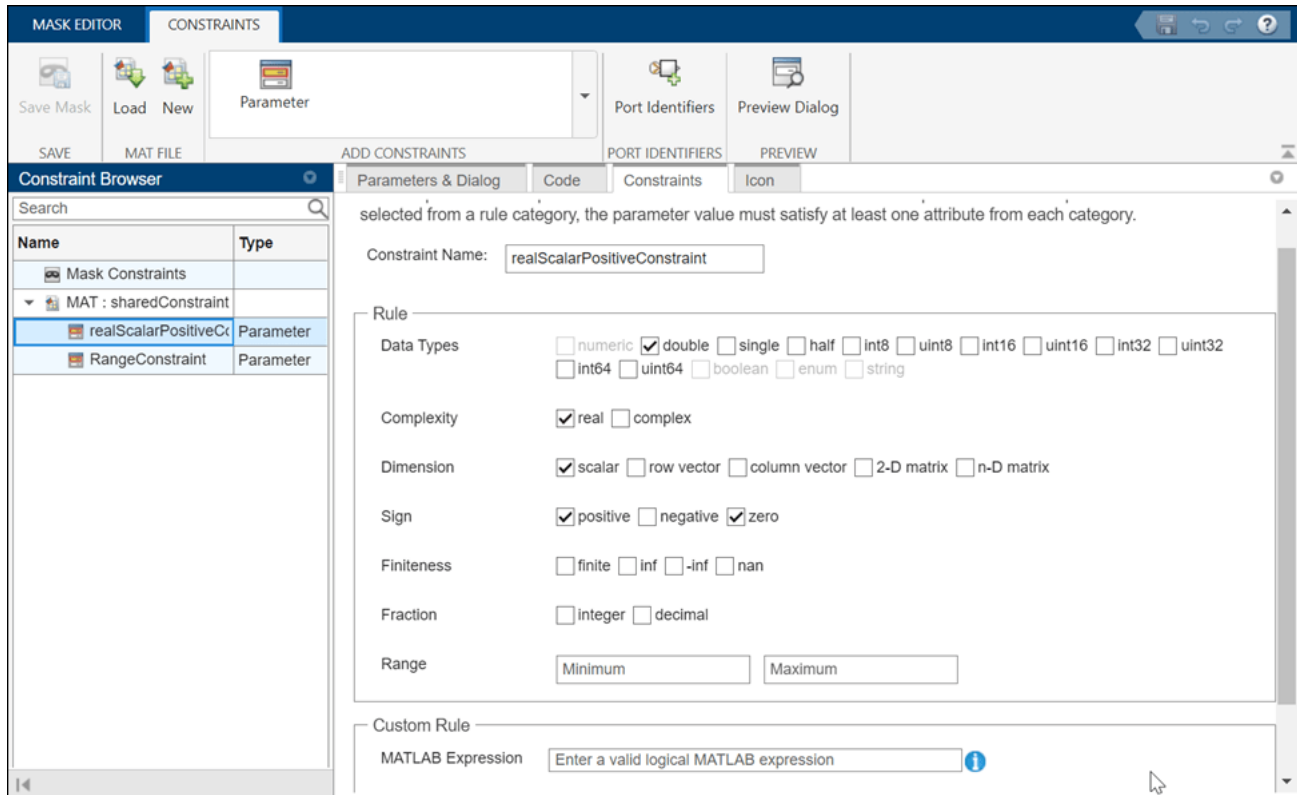 MASK EDITOR CONSTRAINTS
?
Save Mask Load New Parameter Port Identifiers Preview Dialog
SAVE MAT FILE ADD CONSTRAINTS PORT IDENTIFIERS PREVIEW
Constraint Browser
Parameters & Dialog Code Constraints Icon
Search
Name Type
Mask Constraints
MAT : sharedConstraint
realScalarPositiveCo Parameter
RangeConstraint Parameter
selected from a rule category, the parameter value must satisfy at least one attribute from each category.
Constraint Name: realScalarPositiveConstraint
Rule
Data Types numeric double single half int8 uint8 int16 uint16 int32 uint32
int64 uint64 boolean enum string
Complexity real complex
Dimension scalar row vector column vector 2-D matrix n-D matrix
Sign positive negative zero
Finiteness finite inf -inf nan
Fraction integer decimal
Range Minimum Maximum
Custom Rule
MATLAB Expression Enter a valid logical MATLAB expression i